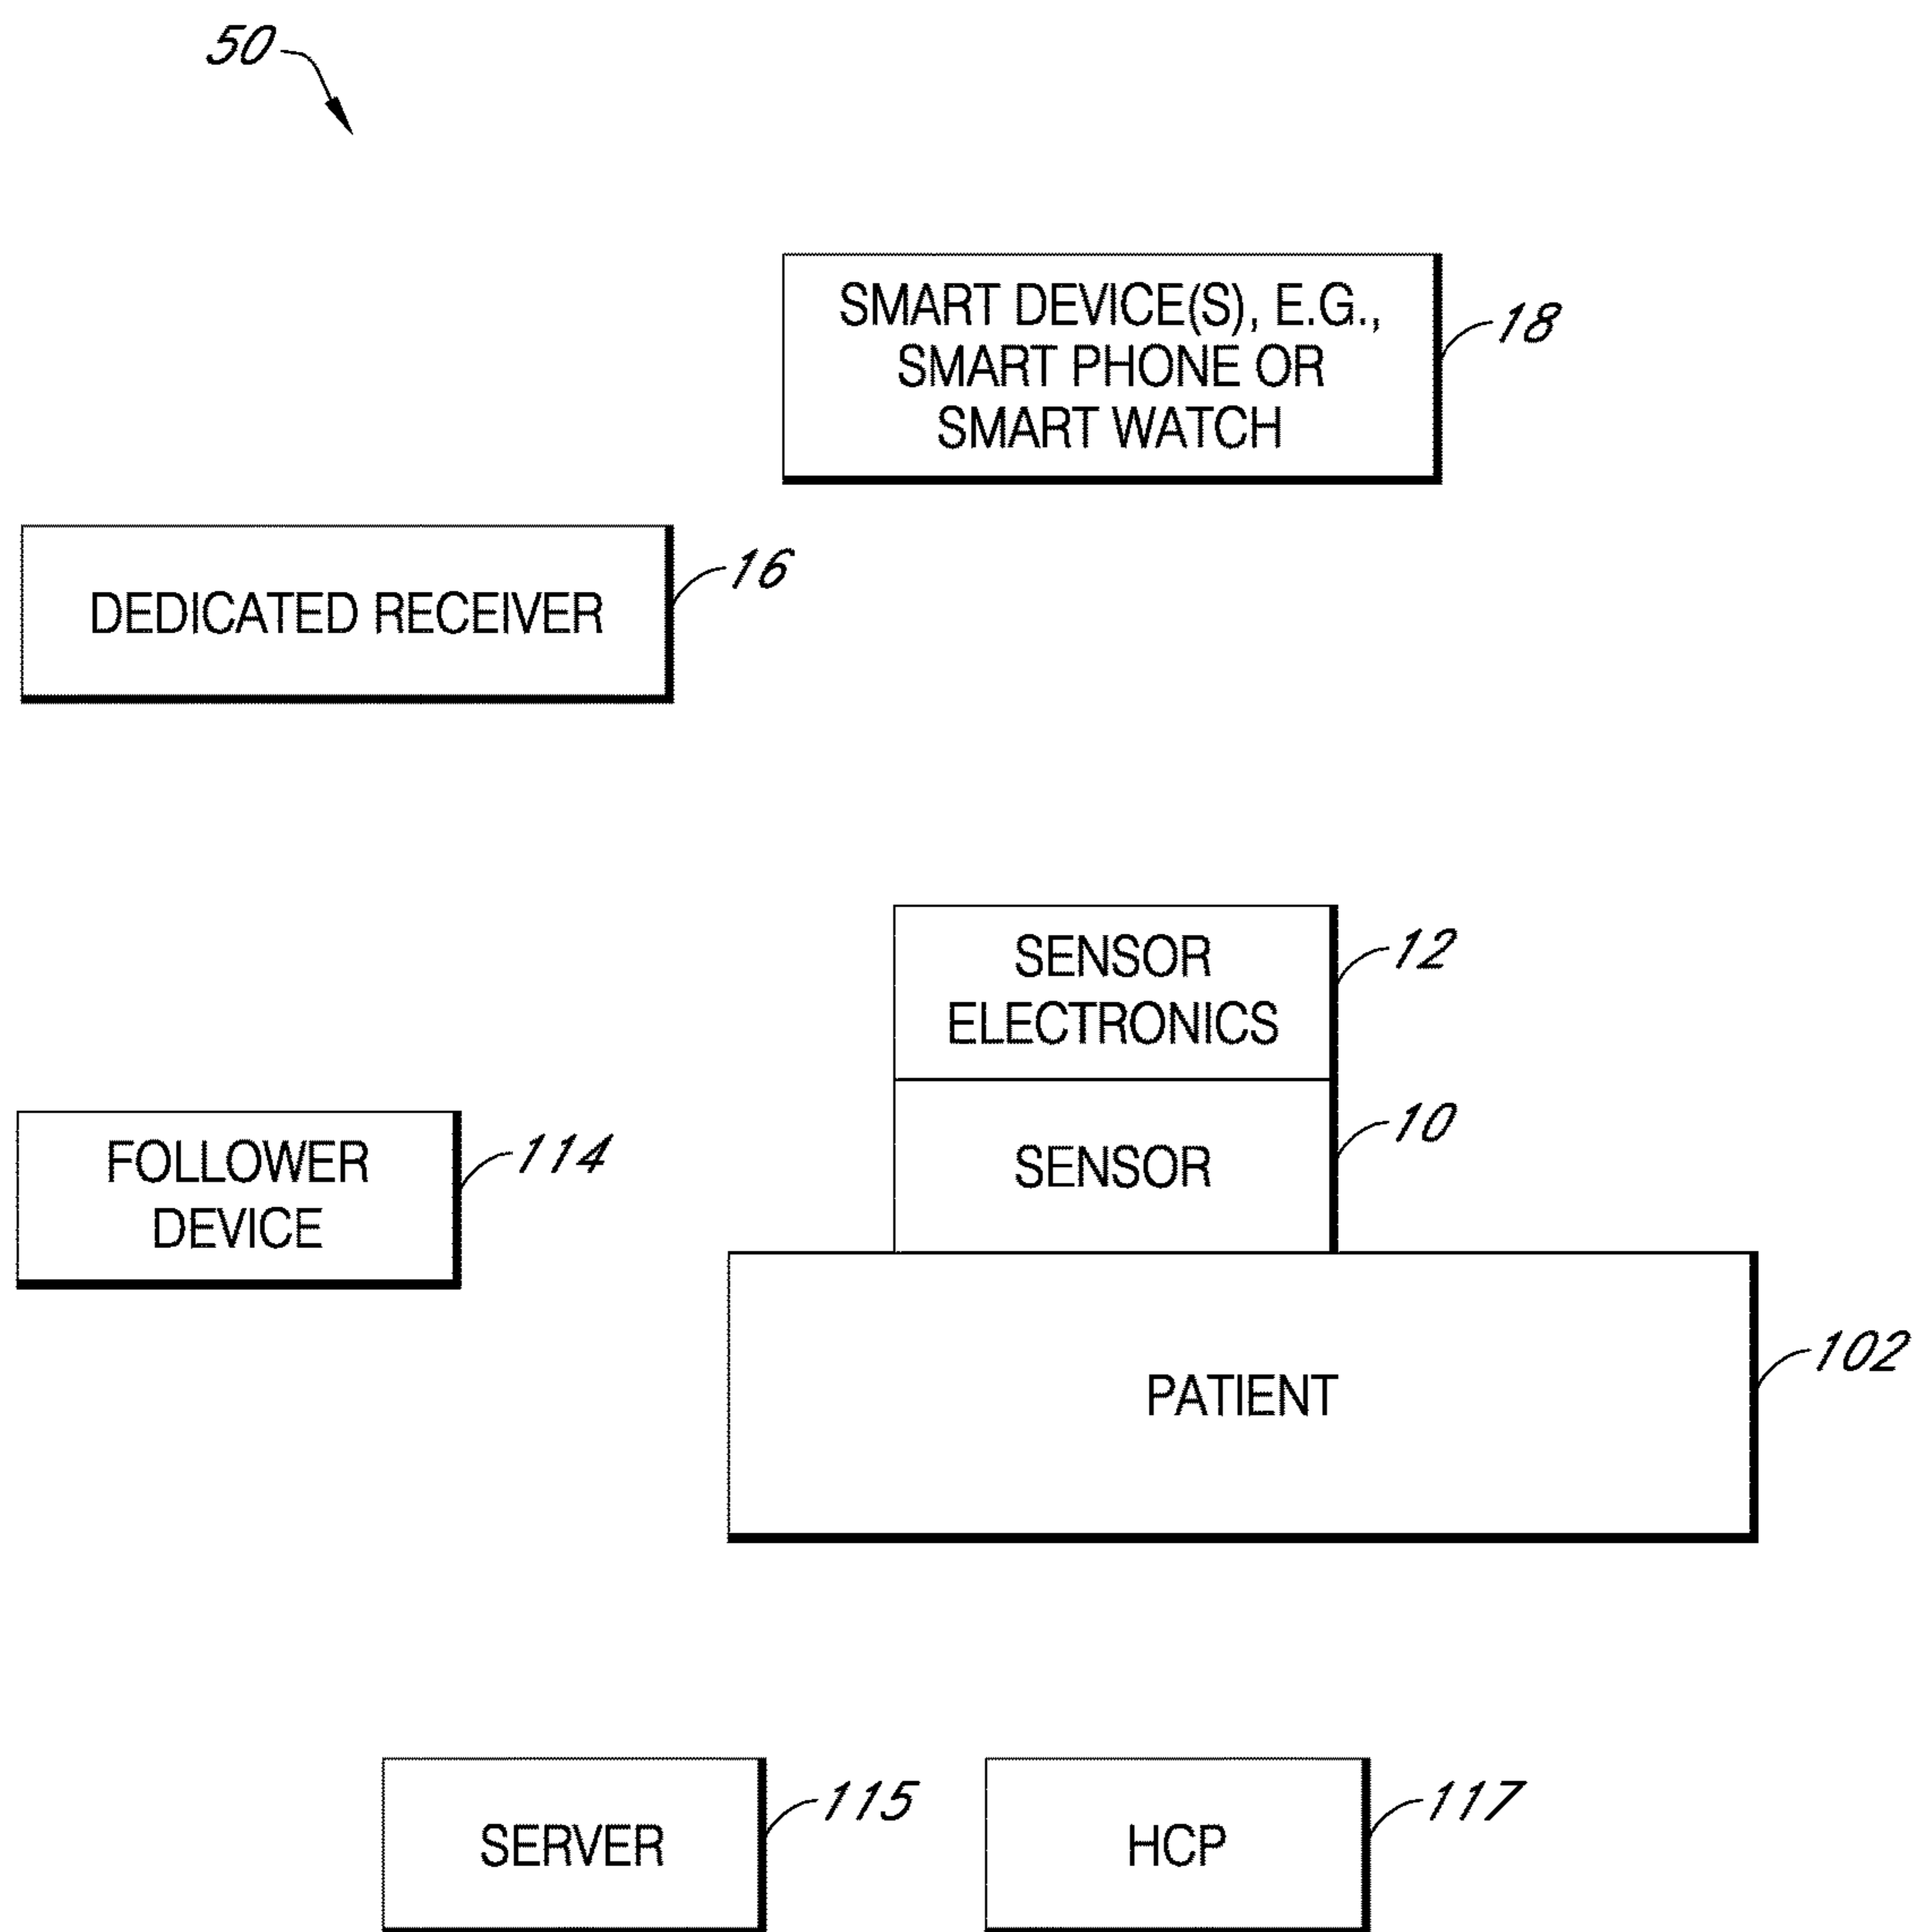 50
SMART DEVICE(S), E.G.,
SMART PHONE OR
SMART WATCH
18
DEDICATED RECEIVER
16
SENSOR
ELECTRONICS
12
SENSOR
10
FOLLOWER
DEVICE
114
PATIENT
102
SERVER
115
HCP
117